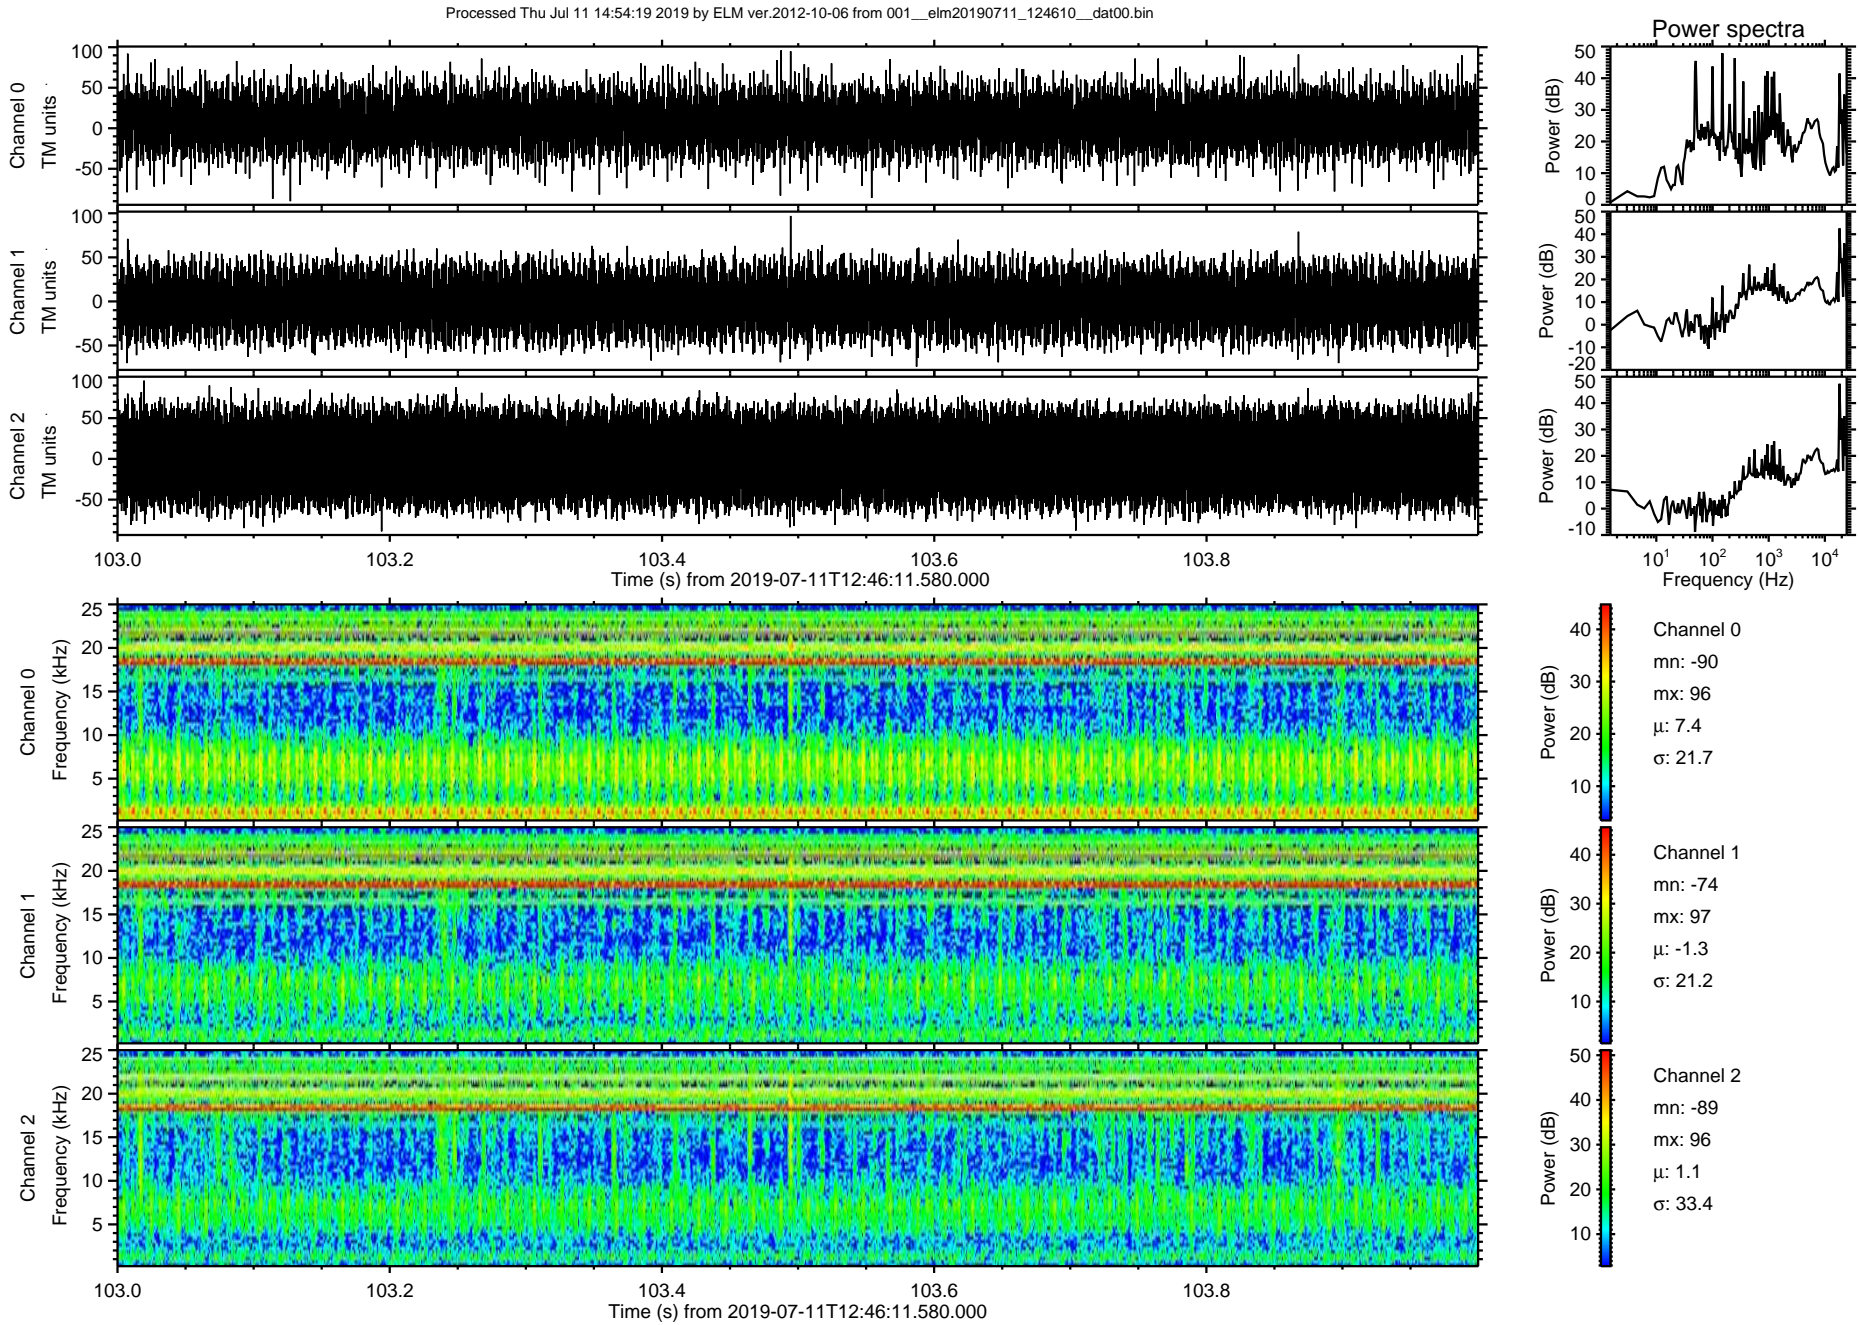 Processed Thu Jul 11 14:54:19 2019 by ELM ver.2012-10-06 from 001__elm20190711_124610__dat00.bin
Power spectra
Channel 0
TM units
100
50
0
-50
Power (dB)
50
40
30
20
10
0
Channel 1
TM units
100
50
0
-50
Power (dB)
50
40
30
20
10
0
-10
-20
Channel 2
TM units
100
50
0
-50
Power (dB)
50
40
30
20
10
0
-10
103.0 103.2 103.4 103.6 103.8
Time (s) from 2019-07-11T12:46:11.580.000
10¹ 10² 10³ 10⁴
Frequency (Hz)
Channel 0
Frequency (kHz)
25
20
15
10
5
Power (dB)
40
30
20
10
Channel 0
mn: -90
mx: 96
μ: 7.4
σ: 21.7
Channel 1
Frequency (kHz)
25
20
15
10
5
Power (dB)
40
30
20
10
Channel 1
mn: -74
mx: 97
μ: -1.3
σ: 21.2
Channel 2
Frequency (kHz)
25
20
15
10
5
Power (dB)
50
40
30
20
10
Channel 2
mn: -89
mx: 96
μ: 1.1
σ: 33.4
103.0 103.2 103.4 103.6 103.8
Time (s) from 2019-07-11T12:46:11.580.000